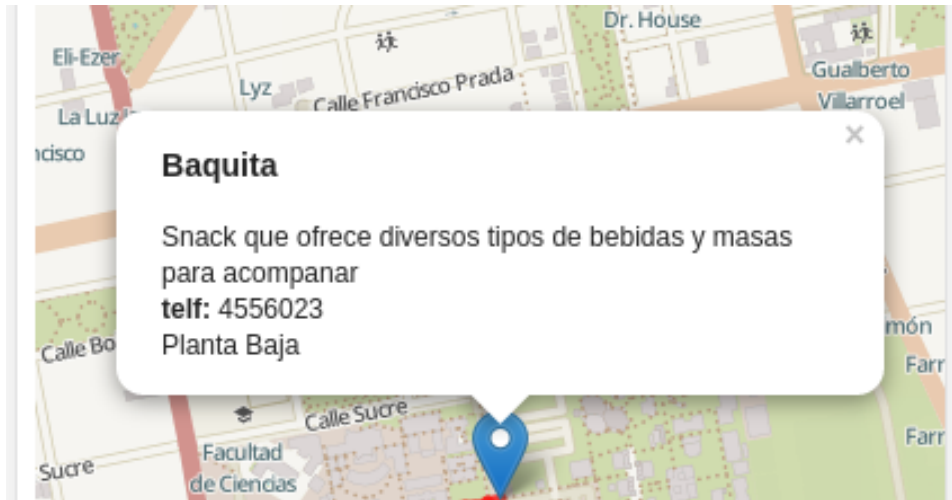 Dr. House
Eli-Ezer
Gualberto
Villarroel
Lyz
Calle Francisco Prada
La Luz
ncisco
×
Baquita
Snack que ofrece diversos tipos de bebidas y masas
para acompanar
telf: 4556023
Planta Baja
món
Calle Bo
Farr
Calle Sucre
Farr
Facultad
de Ciencias
Sucre